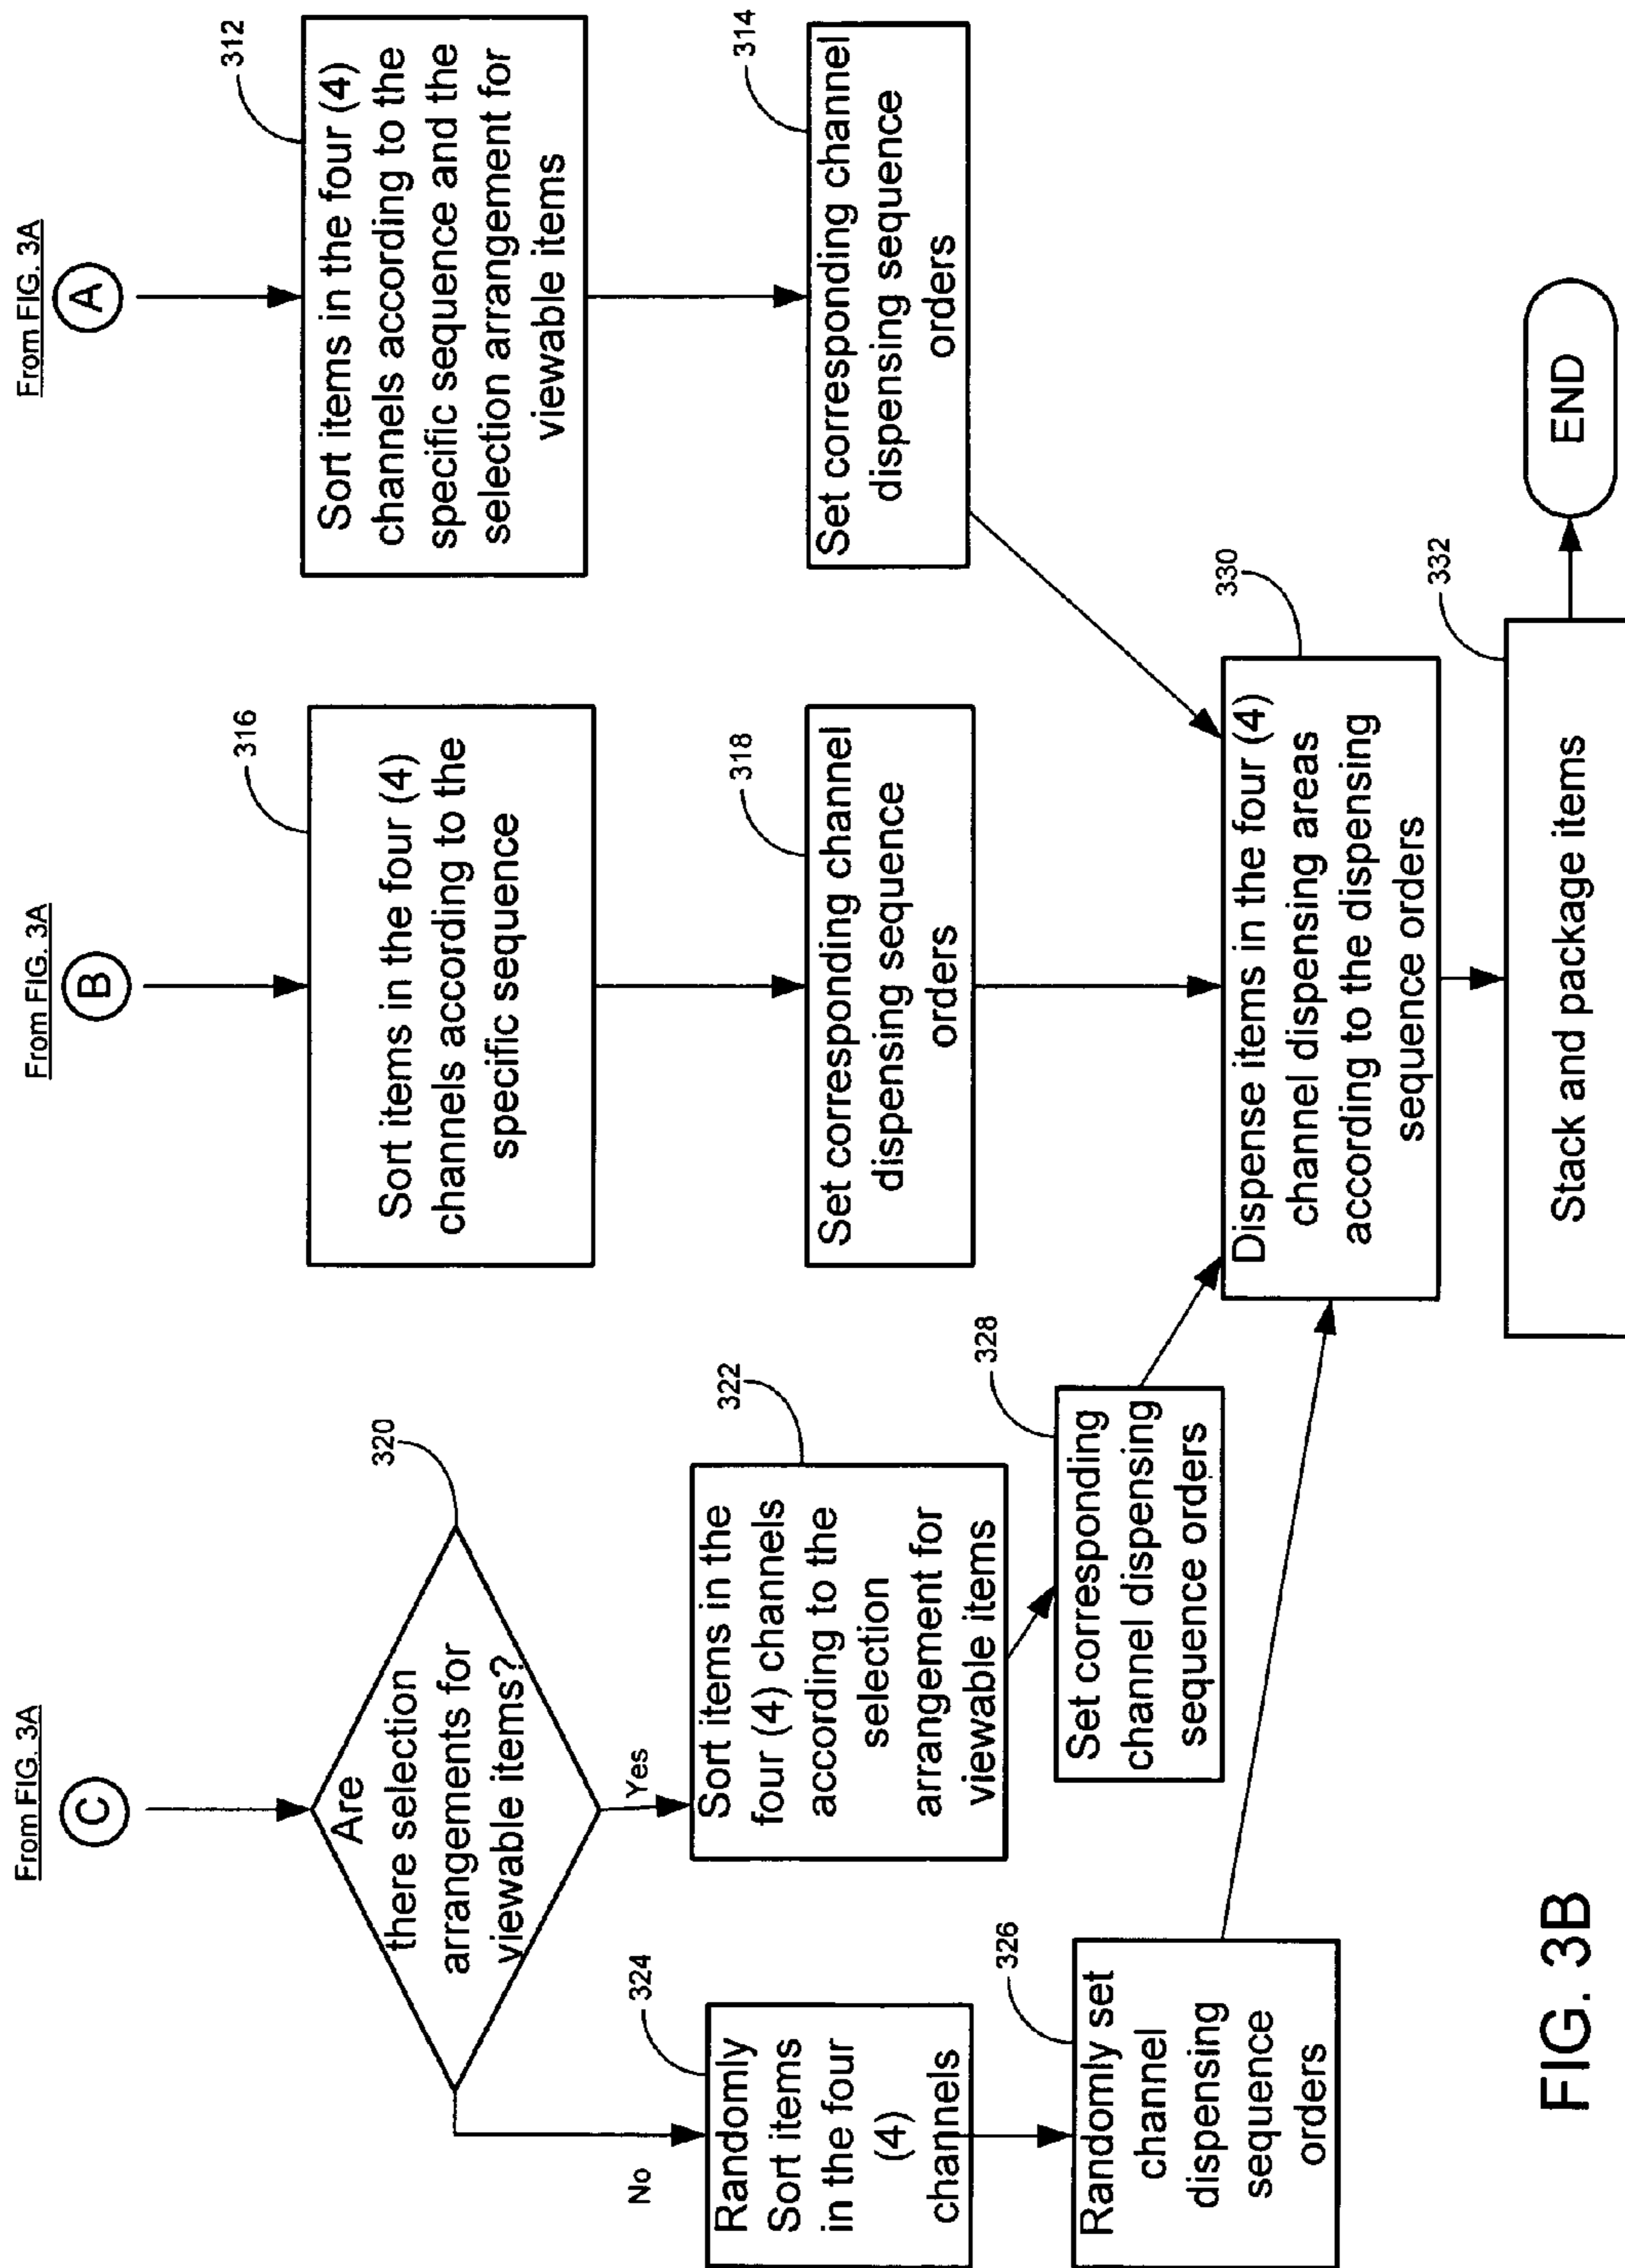 From FIG. 3A
C
320
Are
there selection
arrangements for
viewable items?
No
Yes
324
Randomly
Sort items
in the four
(4)
channels
326
Randomly set
channel
dispensing
sequence
orders
322
Sort items in the
four (4) channels
according to the
selection
arrangement for
viewable items
328
Set corresponding
channel dispensing
sequence orders
From FIG. 3A
B
316
Sort items in the four (4)
channels according to the
specific sequence
318
Set corresponding channel
dispensing sequence
orders
From FIG. 3A
A
312
Sort items in the four (4)
channels according to the
specific sequence and the
selection arrangement for
viewable items
314
Set corresponding channel
dispensing sequence
orders
330
Dispense items in the four (4)
channel dispensing areas
according to the dispensing
sequence orders
332
Stack and package items
END
FIG. 3B